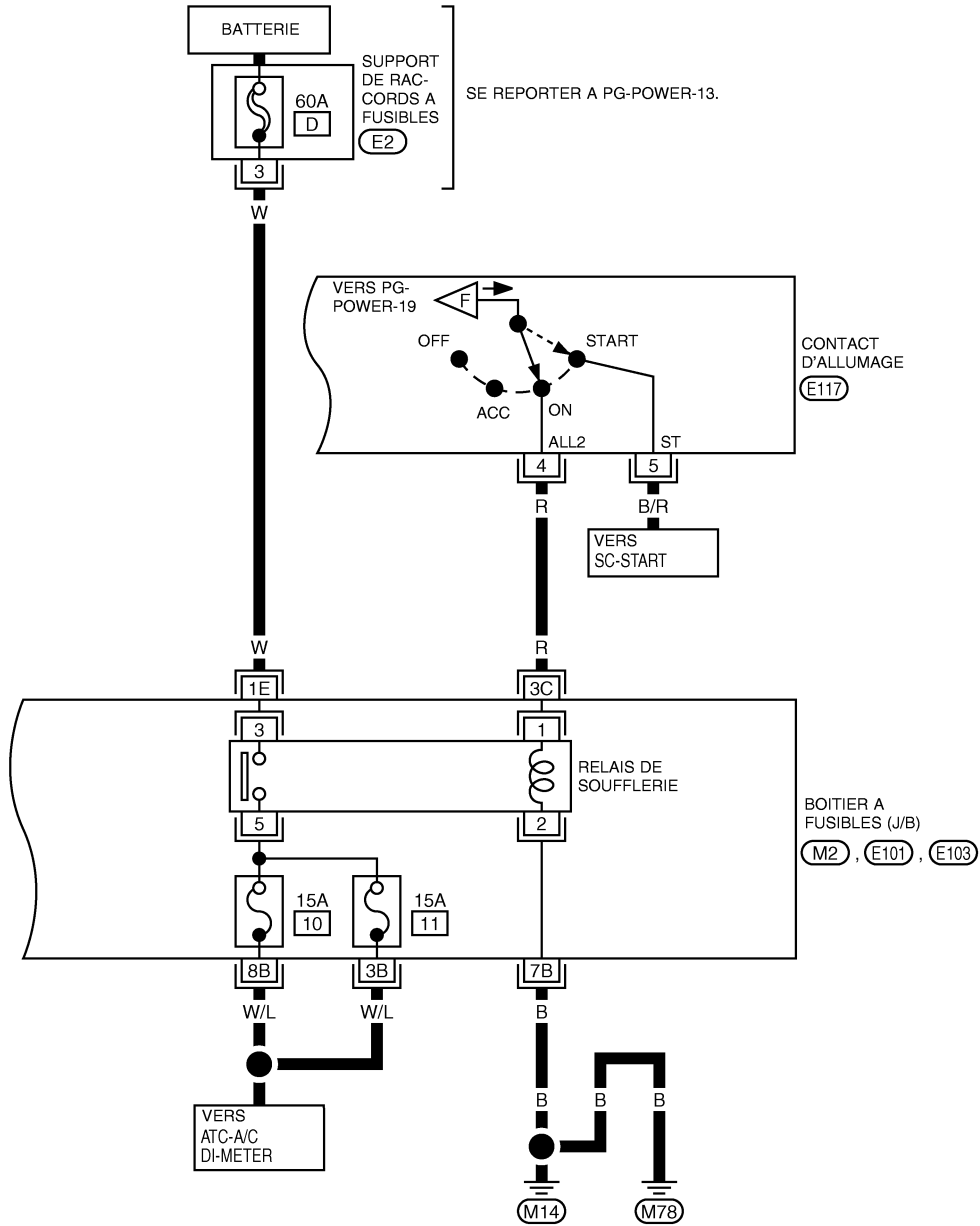 BATTERIE
SUPPORT
DE RAC-
CORDS A
FUSIBLES
E2
60A
D
SE REPORTER A PG-POWER-13.
3
W
VERS PG-
POWER-19
F
OFF
START
ACC
ON
ALL2
ST
CONTACT
D'ALLUMAGE
E117
4
5
R
B/R
VERS
SC-START
W
R
1E
3C
3
1
RELAIS DE
SOUFFLERIE
5
2
BOITIER A
FUSIBLES (J/B)
M2 , E101 , E103
15A
10
15A
11
8B
3B
7B
W/L
W/L
B
B
B
B
VERS
ATC-A/C
DI-METER
M14
M78